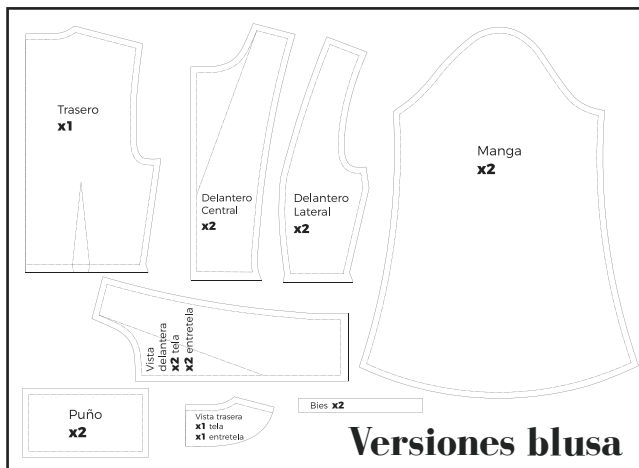 Trasero
x1
Delantero
Central
x2
Delantero
Lateral
x2
Manga
x2
Vista
delantera
x2 tela
x2 entretela
Puño
x2
Vista trasera
x1 tela
x1 entretela
Bies x2
Versiones blusa